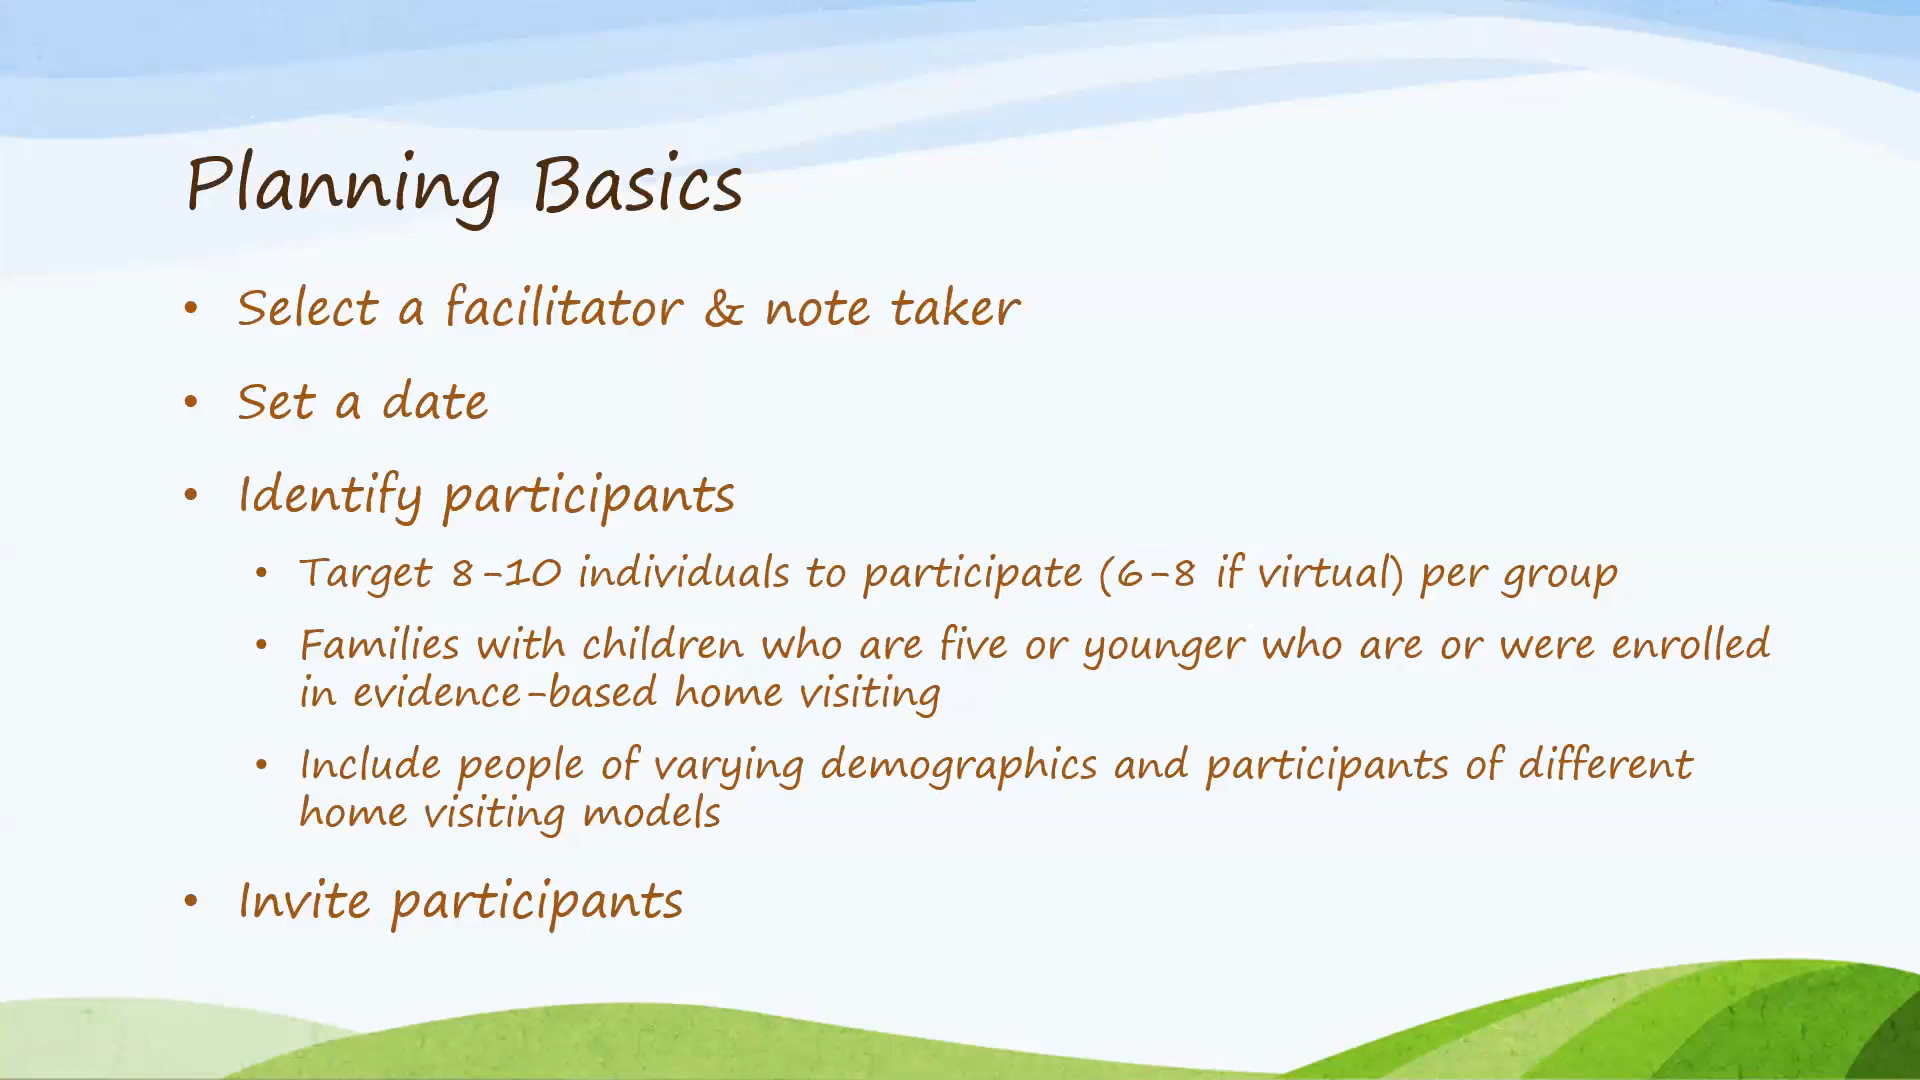 Planning Basics
• Select a facilitator & note taker
• Set a date
• Identify participants
• Target 8-10 individuals to participate (6-8 if virtual) per group
• Families with children who are five or younger who are or were enrolled
in evidence-based home visiting
• Include people of varying demographics and participants of different
home visiting models
• Invite participants